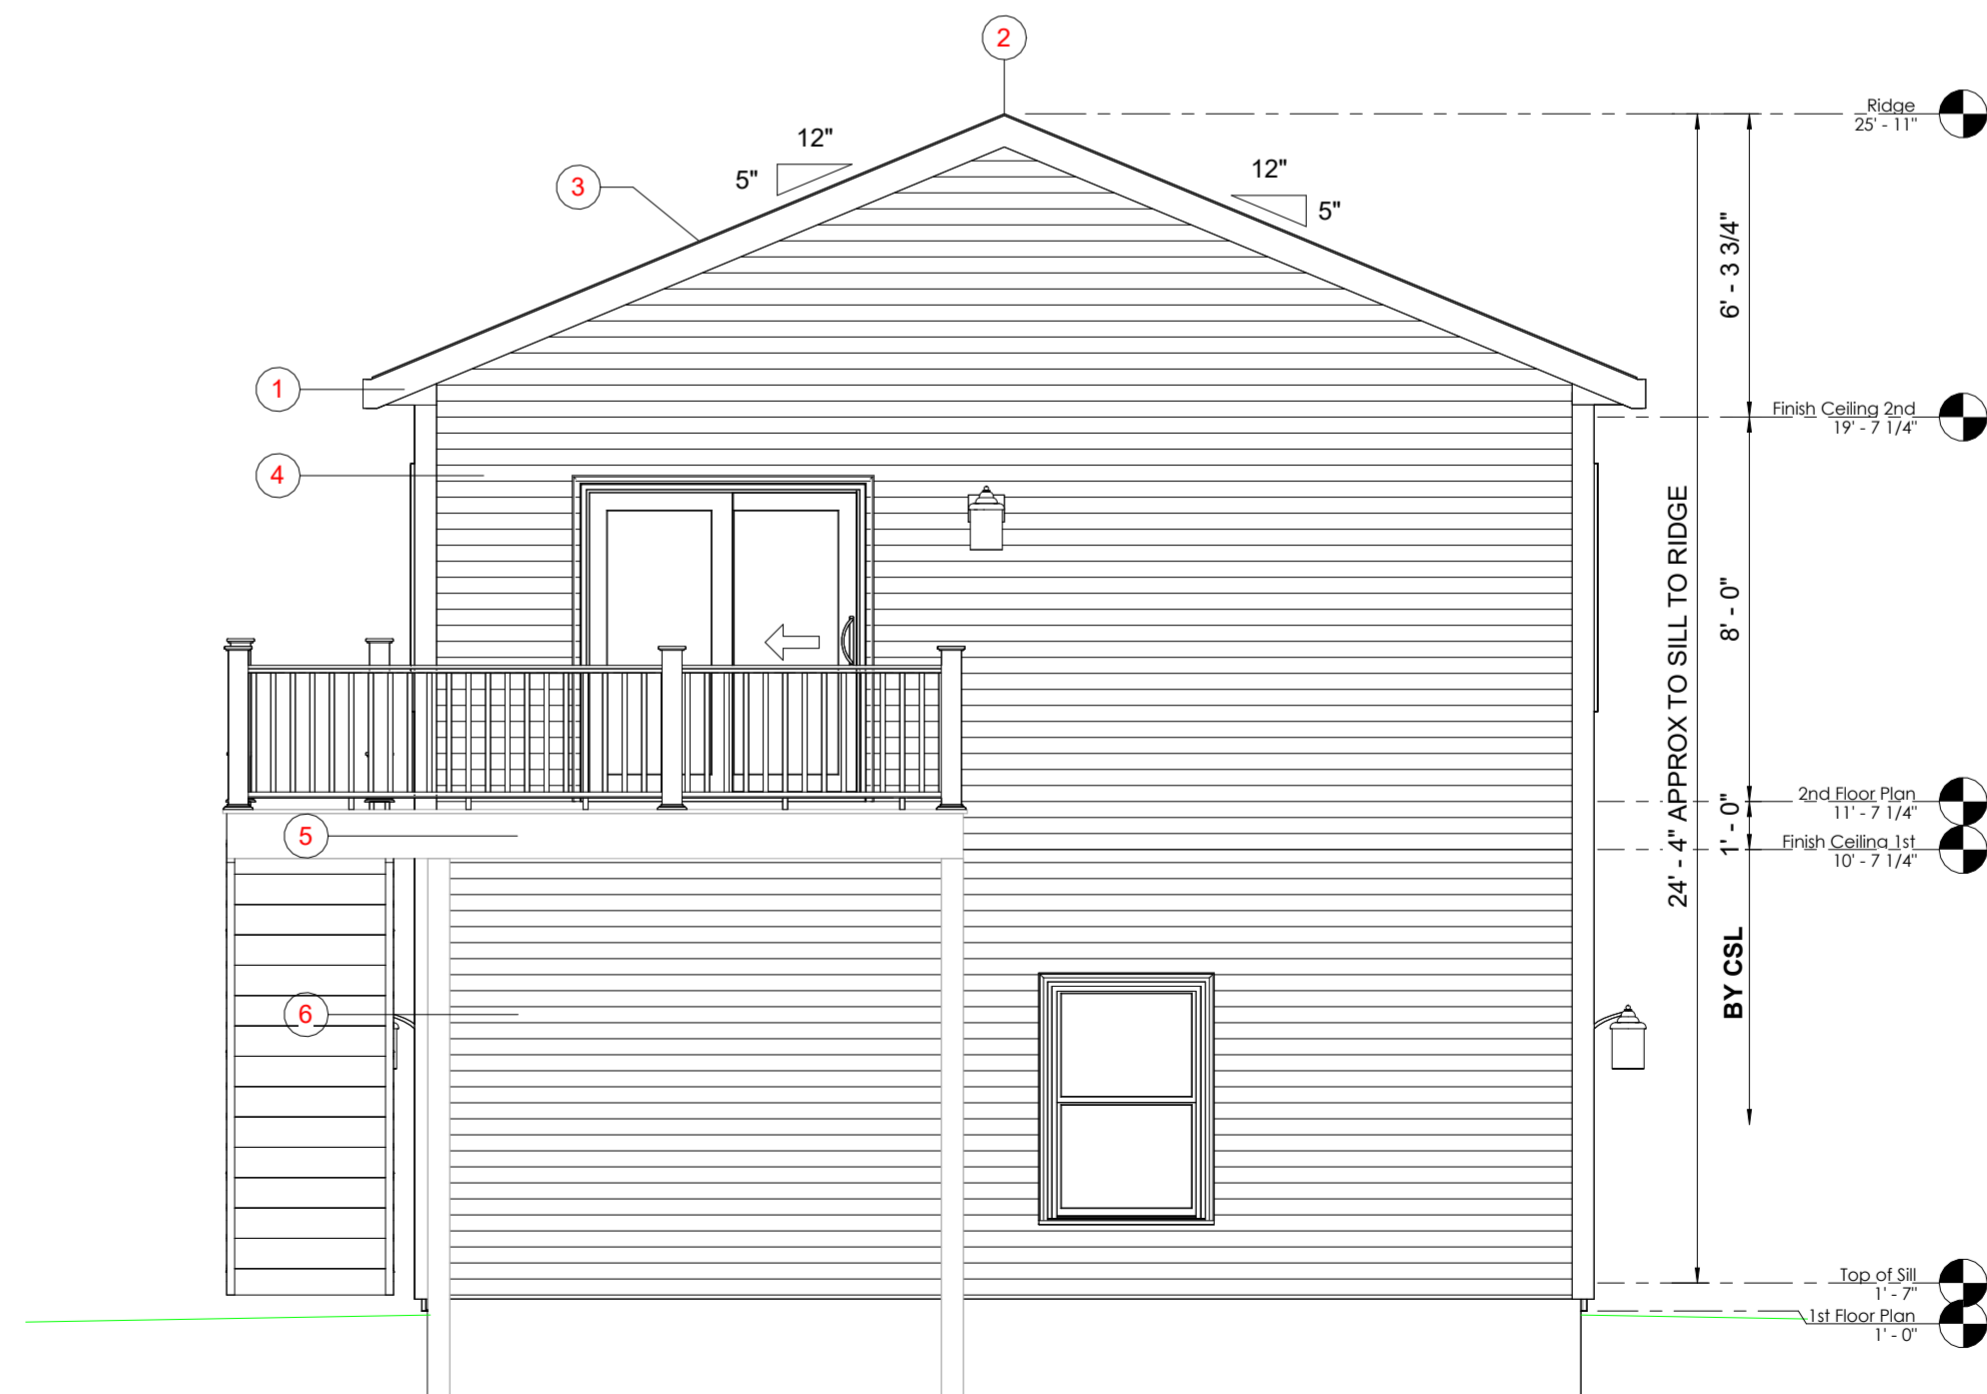 2
Ridge
25' - 11"
12"
5"
12"
5"
3
6' - 3 3/4"
1
Finish Ceiling 2nd
19' - 7 1/4"
4
24' - 4" APPROX TO SILL TO RIDGE
8' - 0"
2nd Floor Plan
11' - 7 1/4"
1' - 0"
5
Finish Ceiling 1st
10' - 7 1/4"
BY CSL
6
Top of Sill
1' - 7"
1st Floor Plan
1' - 0"